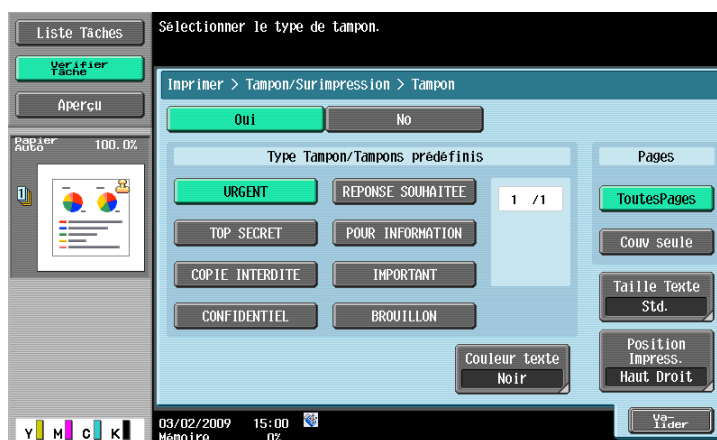 Liste Tâches
Vérifier
Tâche
Aperçu
Papier
Auto
100.0%
1
Sélectionner le type de tampon.
Imprimer > Tampon/Surimpression > Tampon
Oui
No
Type Tampon/Tampons prédéfinis
URGENT
REPONSE SOUHAITEE
TOP SECRET
POUR INFORMATION
COPIE INTERDITE
IMPORTANT
CONFIDENTIEL
BROUILLON
1 /1
Pages
ToutesPages
Couv seule
Taille Texte
Std.
Couleur texte
Noir
Position
Impress.
Haut Droit
Va-
lider
03/02/2009 15:00
Mémoire 0%
Y M C K